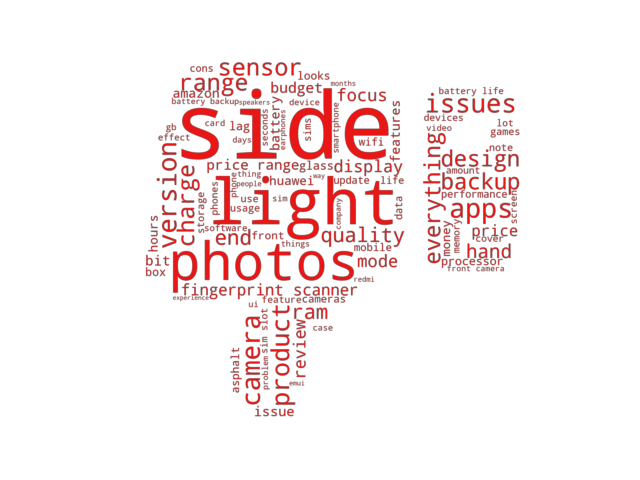 cons
sensor
looks
months
range
budget
focus
amazon
battery backup
speakers
device
gb
card
lag
seconds
battery
earphones
sims
smartphone
features
effect
days
side
wifi
version
charge
price range
glass
display
phone
thing
people
huawei
way
update
life
storage
phones
use
usage
sim
light
company
data
software
hours
end
front
things
quality
mobile
bit
box
photos
mode
redmi
fingerprint scanner
experience
ui
feature
cameras
ram
case
camera
problem
sim slot
product
review
asphalt
emui
issue
battery life
issues
devices
video
lot
games
everything
design
note
backup
amount
performance
screen
apps
money
memory
price
cover
hand
processor
front camera